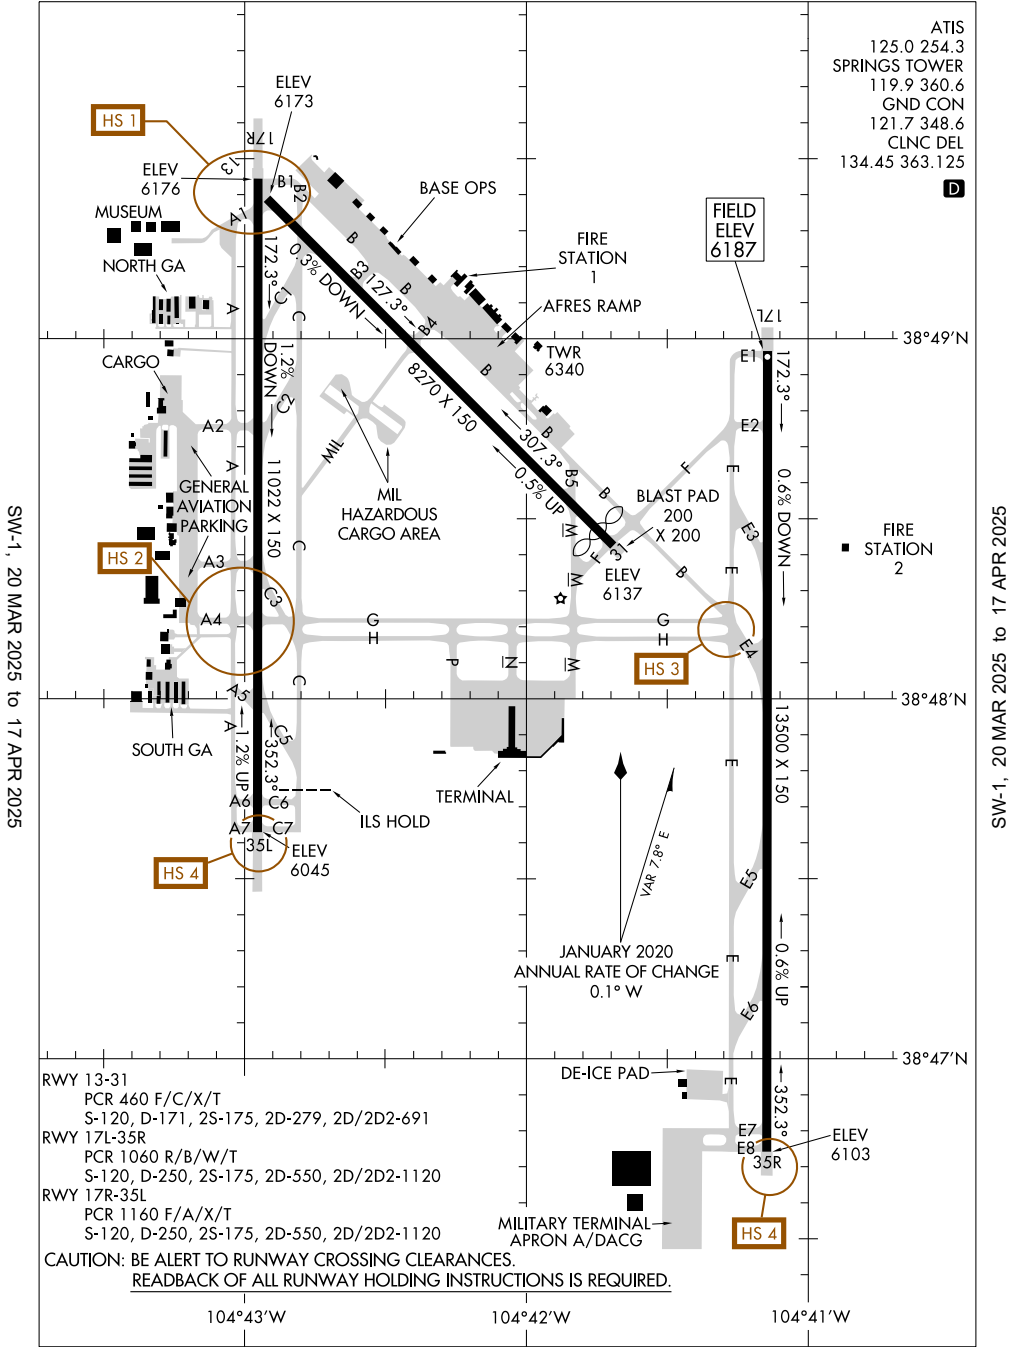 ATIS
125.0 254.3
SPRINGS TOWER
119.9 360.6
GND CON
121.7 348.6
CLNC DEL
134.45 363.125
D
ELEV
6173
HS 1
17R
13
ELEV
6176
B1
B2
A1
MUSEUM
BASE OPS
FIELD
ELEV
6187
FIRE
STATION
1
B
NORTH GA
172.3°
0.3% DOWN
B3
127.3°
B
C1
A
C
AFRES RAMP
17L
B4
38°49'N
TWR
6340
E1
172.3°
CARGO
1.2%
DOWN
8270 X 150
B
C2
A2
307.3°
B
E2
MIL
A
11022 X 150
0.5% UP
B5
F
E
0.6% DOWN
GENERAL
AVIATION
PARKING
MIL
HAZARDOUS
CARGO AREA
B
BLAST PAD
200
X 200
E3
FIRE
STATION
2
M
C
31
F
HS 2
A3
M
ELEV
6137
B
E
C3
A4
G
H
G
H
E4
HS 3
P
N
M
A5
C
38°48'N
A
1.2% UP
352.3°
C5
SOUTH GA
13500 X 150
E
TERMINAL
A6
C6
ILS HOLD
A7
C7
35L
ELEV
6045
VAR 7.8° E
HS 4
E5
JANUARY 2020
ANNUAL RATE OF CHANGE
0.1° W
E
0.6% UP
E6
38°47'N
DE-ICE PAD
E
352.3°
E7
E8
35R
ELEV
6103
HS 4
MILITARY TERMINAL
APRON A/DACG
RWY 13-31
PCR 460 F/C/X/T
S-120, D-171, 2S-175, 2D-279, 2D/2D2-691
RWY 17L-35R
PCR 1060 R/B/W/T
S-120, D-250, 2S-175, 2D-550, 2D/2D2-1120
RWY 17R-35L
PCR 1160 F/A/X/T
S-120, D-250, 2S-175, 2D-550, 2D/2D2-1120
CAUTION: BE ALERT TO RUNWAY CROSSING CLEARANCES.
READBACK OF ALL RUNWAY HOLDING INSTRUCTIONS IS REQUIRED.
104°43'W
104°42'W
104°41'W
SW-1, 20 MAR 2025 to 17 APR 2025
SW-1, 20 MAR 2025 to 17 APR 2025